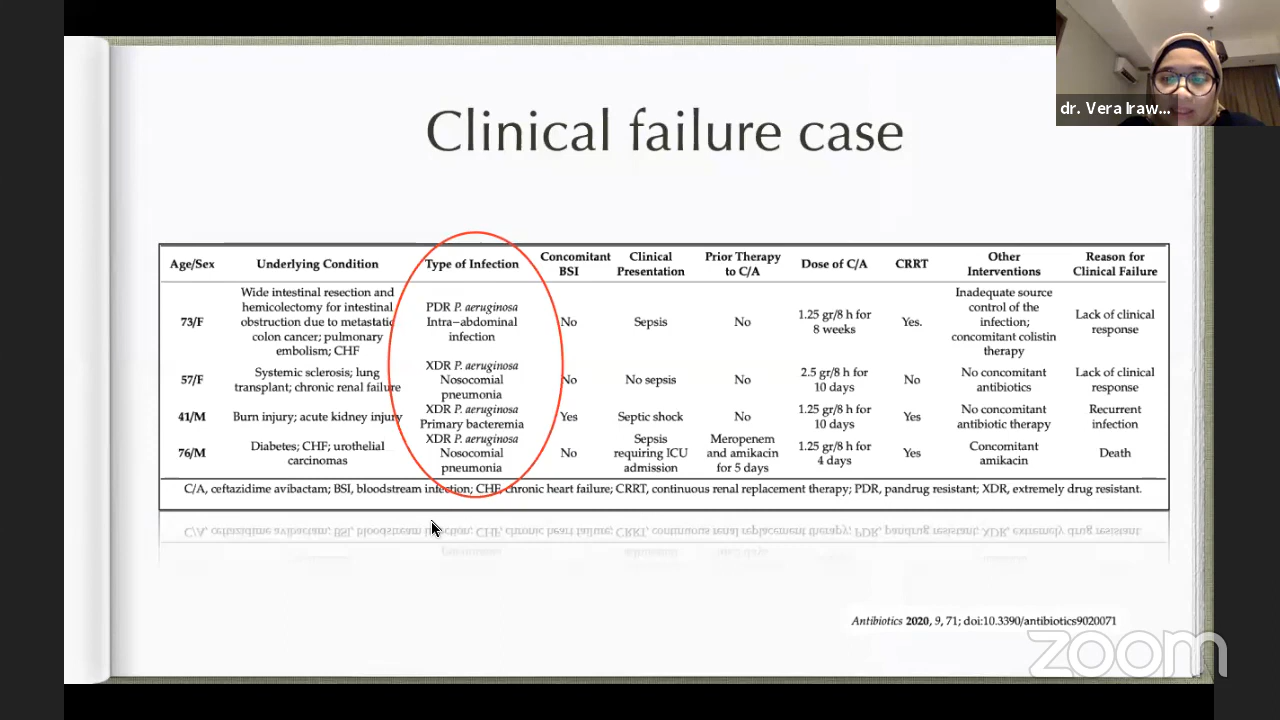 dr. Vera Iraw...
Clinical failure case
Age/Sex Underlying Condition Type of Infection Concomitant BSI Clinical Presentation Prior Therapy to C/A Dose of C/A CRRT Other Interventions Reason for Clinical Failure
73/F Wide intestinal resection and hemicolectomy for intestinal obstruction due to metastatic colon cancer; pulmonary embolism; CHF PDR P. aeruginosa Intra–abdominal infection No Sepsis No 1.25 gr/8 h for 8 weeks Yes. Inadequate source control of the infection; concomitant colistin therapy Lack of clinical response
57/F Systemic sclerosis; lung transplant; chronic renal failure XDR P. aeruginosa Nosocomial pneumonia No No sepsis No 2.5 gr/8 h for 10 days No No concomitant antibiotics Lack of clinical response
41/M Burn injury; acute kidney injury XDR P. aeruginosa Primary bacteremia Yes Septic shock No 1.25 gr/8 h for 10 days Yes No concomitant antibiotic therapy Recurrent infection
76/M Diabetes; CHF; urothelial carcinomas XDR P. aeruginosa Nosocomial pneumonia No Sepsis requiring ICU admission Meropenem and amikacin for 5 days 1.25 gr/8 h for 4 days Yes Concomitant amikacin Death
C/A, ceftazidime avibactam; BSI, bloodstream infection; CHF, chronic heart failure; CRRT, continuous renal replacement therapy; PDR, pandrug resistant; XDR, extremely drug resistant.
Antibiotics 2020, 9, 71; doi:10.3390/antibiotics9020071
zoom